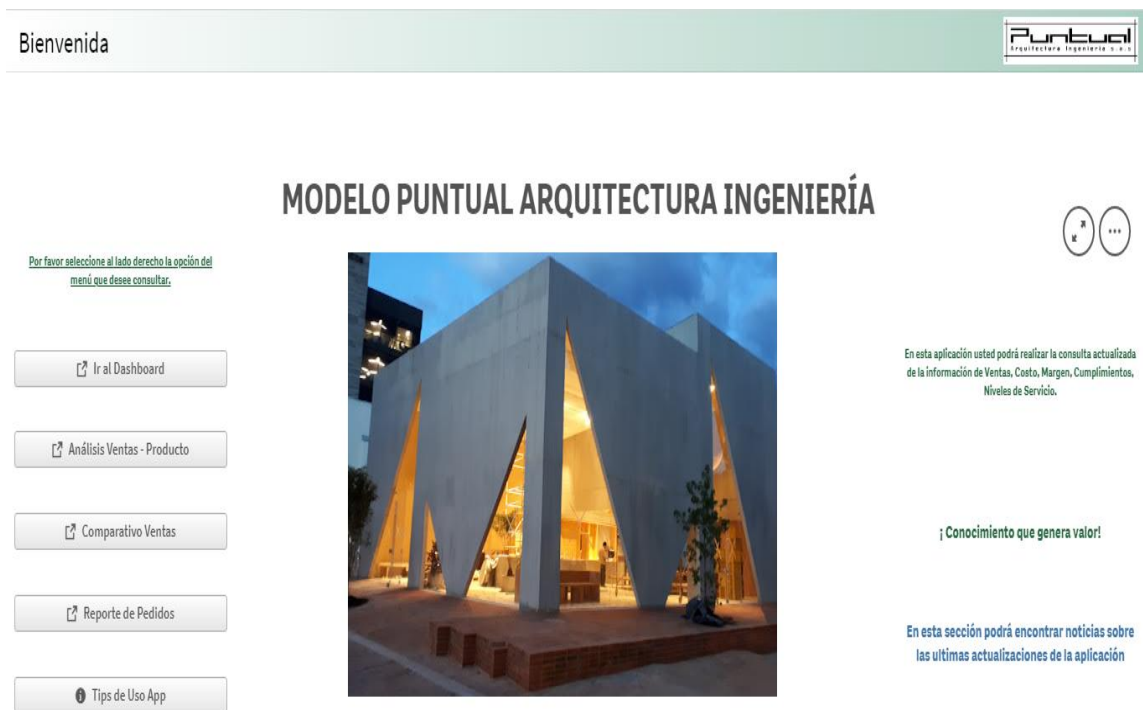 Bienvenida
Puntual
Arquitectura Ingeniería s.a.s
MODELO PUNTUAL ARQUITECTURA INGENIERÍA
Por favor seleccione al lado derecho la opción del
menú que desee consultar.
Ir al Dashboard
Análisis Ventas - Producto
Comparativo Ventas
Reporte de Pedidos
Tips de Uso App
En esta aplicación usted podrá realizar la consulta actualizada
de la información de Ventas, Costo, Margen, Cumplimientos,
Niveles de Servicio.
¡ Conocimiento que genera valor!
En esta sección podrá encontrar noticias sobre
las ultimas actualizaciones de la aplicación